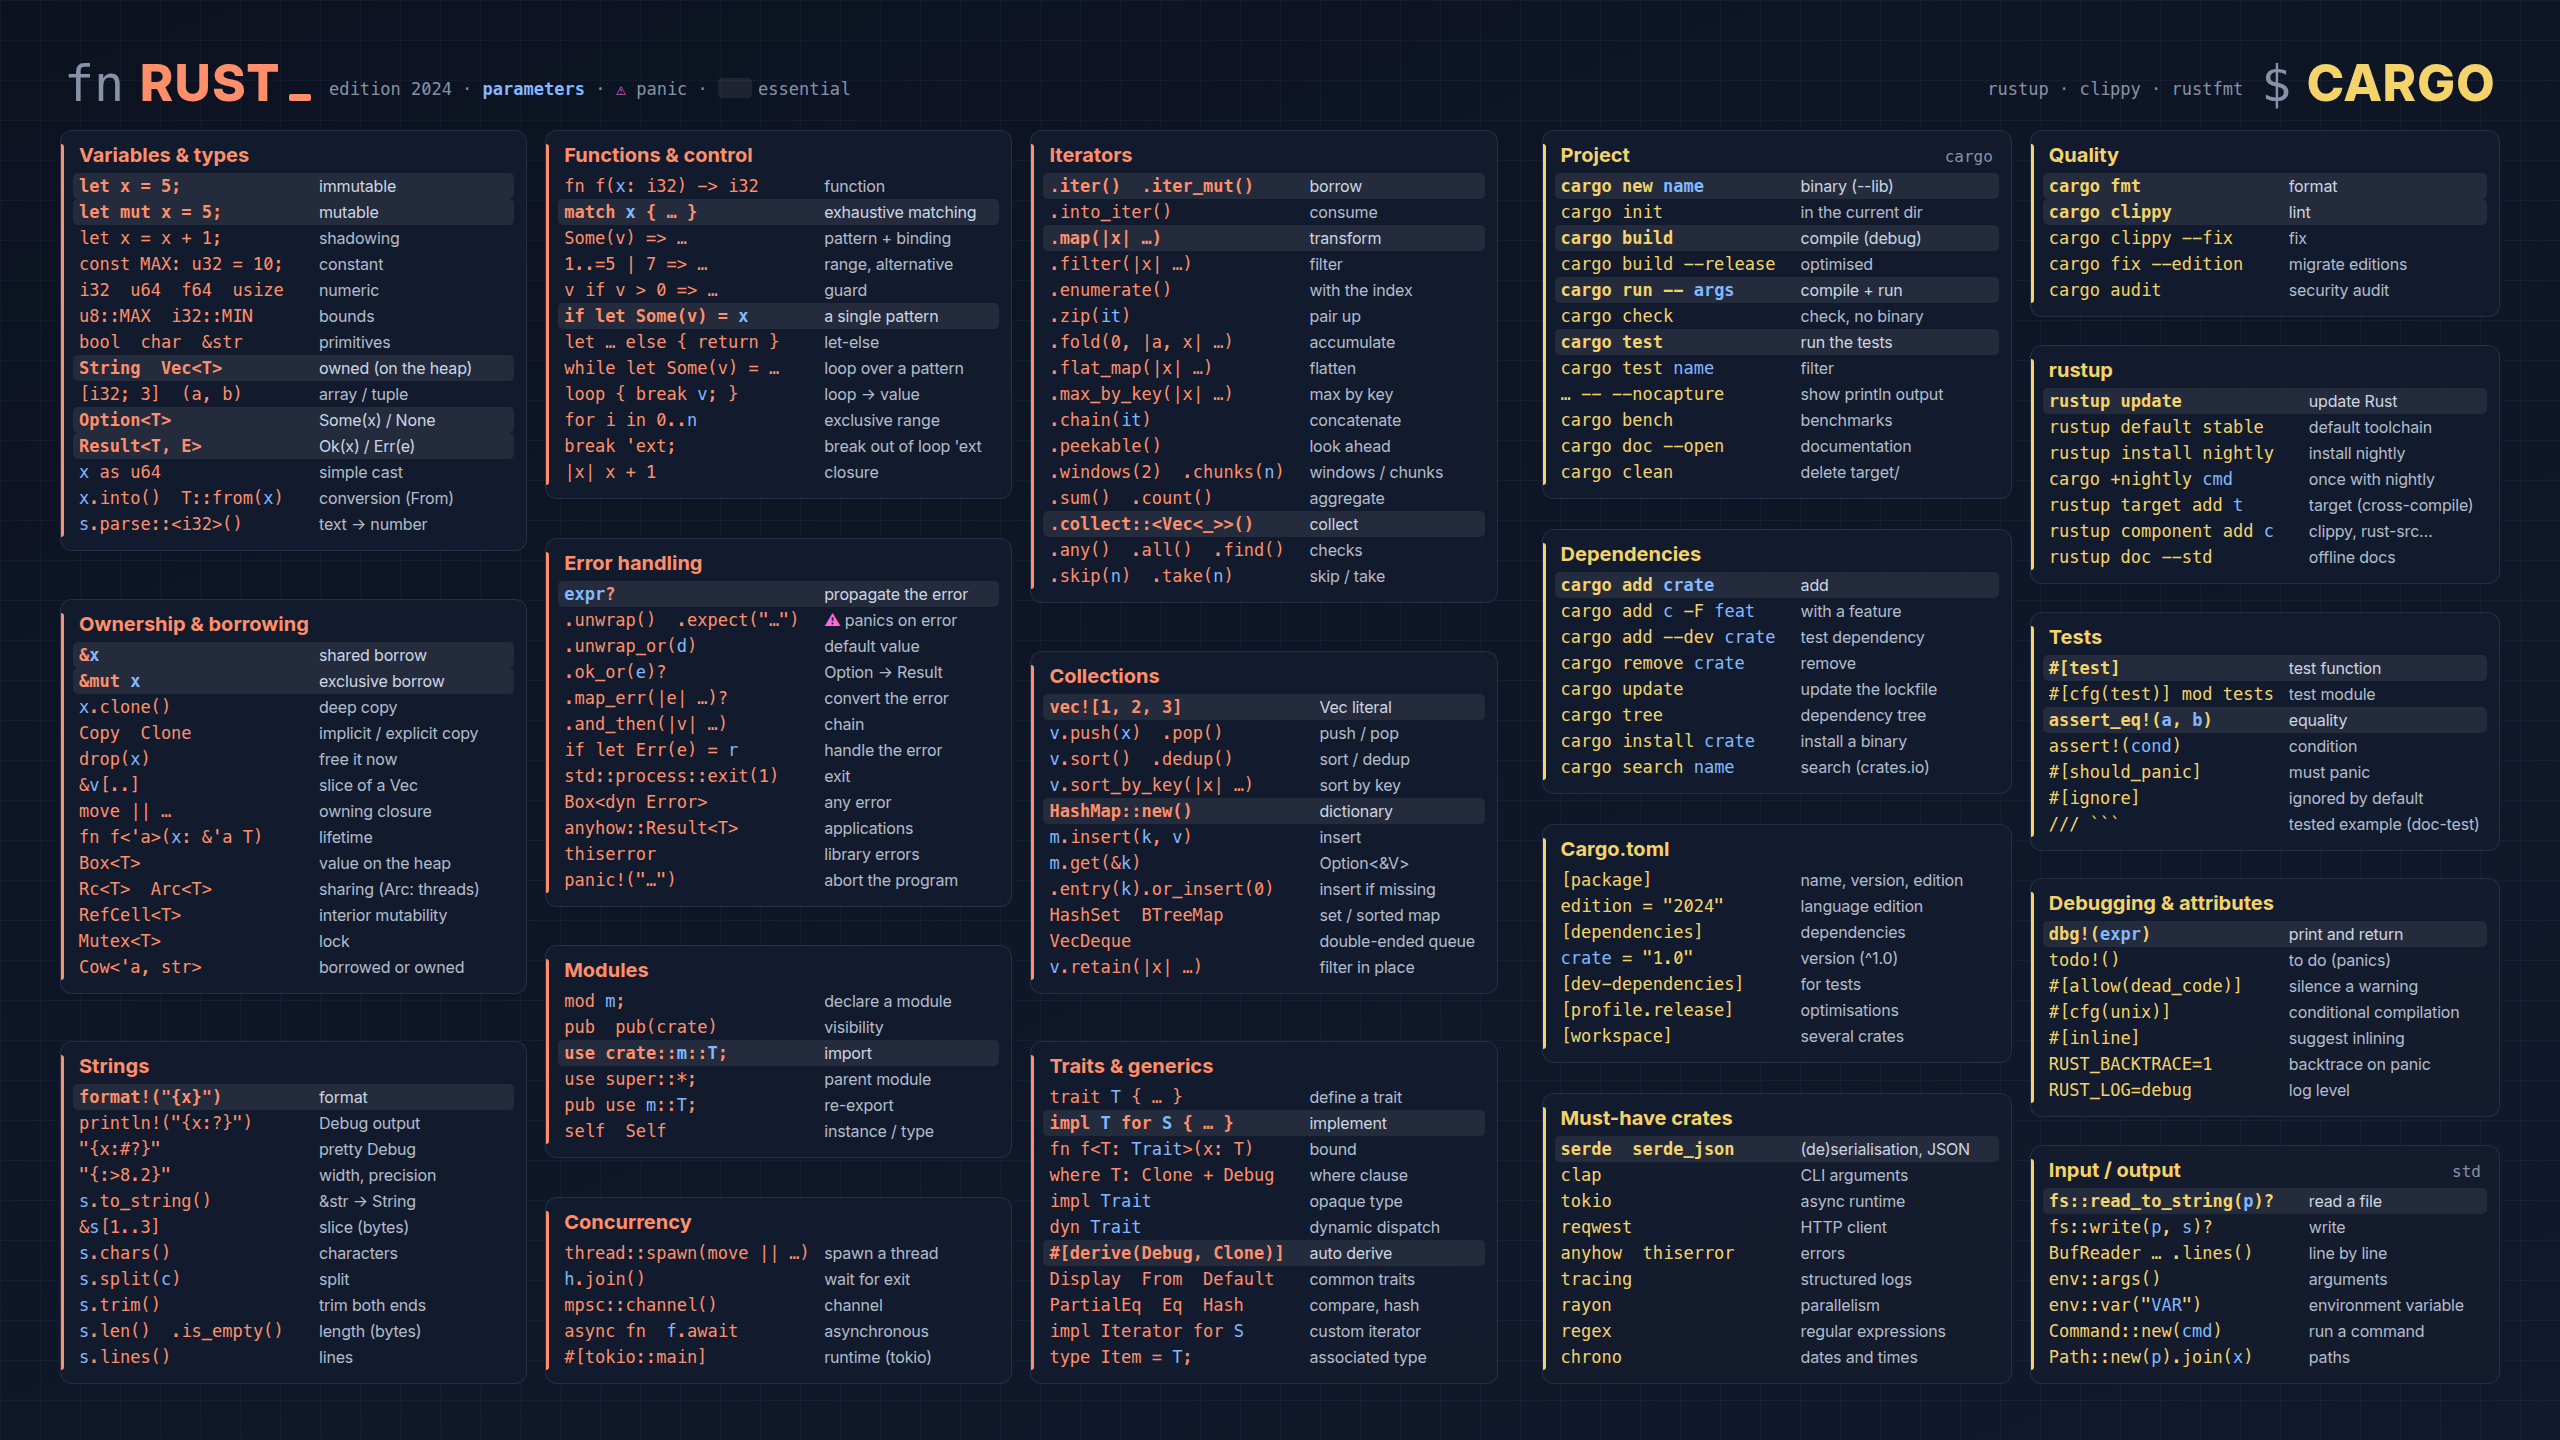 fn RUST_ edition 2024 · parameters · ⚠ panic · essential
rustup · clippy · rustfmt $ CARGO
Variables & types
let x = 5; immutable
let mut x = 5; mutable
let x = x + 1; shadowing
const MAX: u32 = 10; constant
i32 u64 f64 usize numeric
u8::MAX i32::MIN bounds
bool char &str primitives
String Vec<T> owned (on the heap)
[i32; 3] (a, b) array / tuple
Option<T> Some(x) / None
Result<T, E> Ok(x) / Err(e)
x as u64 simple cast
x.into() T::from(x) conversion (From)
s.parse::<i32>() text → number
Ownership & borrowing
&x shared borrow
&mut x exclusive borrow
x.clone() deep copy
Copy Clone implicit / explicit copy
drop(x) free it now
&v[..] slice of a Vec
move || … owning closure
fn f<'a>(x: &'a T) lifetime
Box<T> value on the heap
Rc<T> Arc<T> sharing (Arc: threads)
RefCell<T> interior mutability
Mutex<T> lock
Cow<'a, str> borrowed or owned
Strings
format!("{x}") format
println!("{x:?}") Debug output
"{x:#?}" pretty Debug
"{:>8.2}" width, precision
s.to_string() &str → String
&s[1..3] slice (bytes)
s.chars() characters
s.split(c) split
s.trim() trim both ends
s.len() .is_empty() length (bytes)
s.lines() lines
Functions & control
fn f(x: i32) -> i32 function
match x { … } exhaustive matching
Some(v) => … pattern + binding
1..=5 | 7 => … range, alternative
v if v > 0 => … guard
if let Some(v) = x a single pattern
let … else { return } let-else
while let Some(v) = … loop over a pattern
loop { break v; } loop → value
for i in 0..n exclusive range
break 'ext; break out of loop 'ext
|x| x + 1 closure
Error handling
expr? propagate the error
.unwrap() .expect("…") ⚠ panics on error
.unwrap_or(d) default value
.ok_or(e)? Option → Result
.map_err(|e| …)? convert the error
.and_then(|v| …) chain
if let Err(e) = r handle the error
std::process::exit(1) exit
Box<dyn Error> any error
anyhow::Result<T> applications
thiserror library errors
panic!("…") abort the program
Modules
mod m; declare a module
pub pub(crate) visibility
use crate::m::T; import
use super::*; parent module
pub use m::T; re-export
self Self instance / type
Concurrency
thread::spawn(move || …) spawn a thread
h.join() wait for exit
mpsc::channel() channel
async fn f.await asynchronous
#[tokio::main] runtime (tokio)
Iterators
.iter() .iter_mut() borrow
.into_iter() consume
.map(|x| …) transform
.filter(|x| …) filter
.enumerate() with the index
.zip(it) pair up
.fold(0, |a, x| …) accumulate
.flat_map(|x| …) flatten
.max_by_key(|x| …) max by key
.chain(it) concatenate
.peekable() look ahead
.windows(2) .chunks(n) windows / chunks
.sum() .count() aggregate
.collect::<Vec<_>>() collect
.any() .all() .find() checks
.skip(n) .take(n) skip / take
Collections
vec![1, 2, 3] Vec literal
v.push(x) .pop() push / pop
v.sort() .dedup() sort / dedup
v.sort_by_key(|x| …) sort by key
HashMap::new() dictionary
m.insert(k, v) insert
m.get(&k) Option<&V>
.entry(k).or_insert(0) insert if missing
HashSet BTreeMap set / sorted map
VecDeque double-ended queue
v.retain(|x| …) filter in place
Traits & generics
trait T { … } define a trait
impl T for S { … } implement
fn f<T: Trait>(x: T) bound
where T: Clone + Debug where clause
impl Trait opaque type
dyn Trait dynamic dispatch
#[derive(Debug, Clone)] auto derive
Display From Default common traits
PartialEq Eq Hash compare, hash
impl Iterator for S custom iterator
type Item = T; associated type
Project cargo
cargo new name binary (--lib)
cargo init in the current dir
cargo build compile (debug)
cargo build --release optimised
cargo run -- args compile + run
cargo check check, no binary
cargo test run the tests
cargo test name filter
… -- --nocapture show println output
cargo bench benchmarks
cargo doc --open documentation
cargo clean delete target/
Dependencies
cargo add crate add
cargo add c -F feat with a feature
cargo add --dev crate test dependency
cargo remove crate remove
cargo update update the lockfile
cargo tree dependency tree
cargo install crate install a binary
cargo search name search (crates.io)
Cargo.toml
[package] name, version, edition
edition = "2024" language edition
[dependencies] dependencies
crate = "1.0" version (^1.0)
[dev-dependencies] for tests
[profile.release] optimisations
[workspace] several crates
Must-have crates
serde serde_json (de)serialisation, JSON
clap CLI arguments
tokio async runtime
reqwest HTTP client
anyhow thiserror errors
tracing structured logs
rayon parallelism
regex regular expressions
chrono dates and times
Quality
cargo fmt format
cargo clippy lint
cargo clippy --fix fix
cargo fix --edition migrate editions
cargo audit security audit
rustup
rustup update update Rust
rustup default stable default toolchain
rustup install nightly install nightly
cargo +nightly cmd once with nightly
rustup target add t target (cross-compile)
rustup component add c clippy, rust-src…
rustup doc --std offline docs
Tests
#[test] test function
#[cfg(test)] mod tests test module
assert_eq!(a, b) equality
assert!(cond) condition
#[should_panic] must panic
#[ignore] ignored by default
/// ``` tested example (doc-test)
Debugging & attributes
dbg!(expr) print and return
todo!() to do (panics)
#[allow(dead_code)] silence a warning
#[cfg(unix)] conditional compilation
#[inline] suggest inlining
RUST_BACKTRACE=1 backtrace on panic
RUST_LOG=debug log level
Input / output std
fs::read_to_string(p)? read a file
fs::write(p, s)? write
BufReader … .lines() line by line
env::args() arguments
env::var("VAR") environment variable
Command::new(cmd) run a command
Path::new(p).join(x) paths